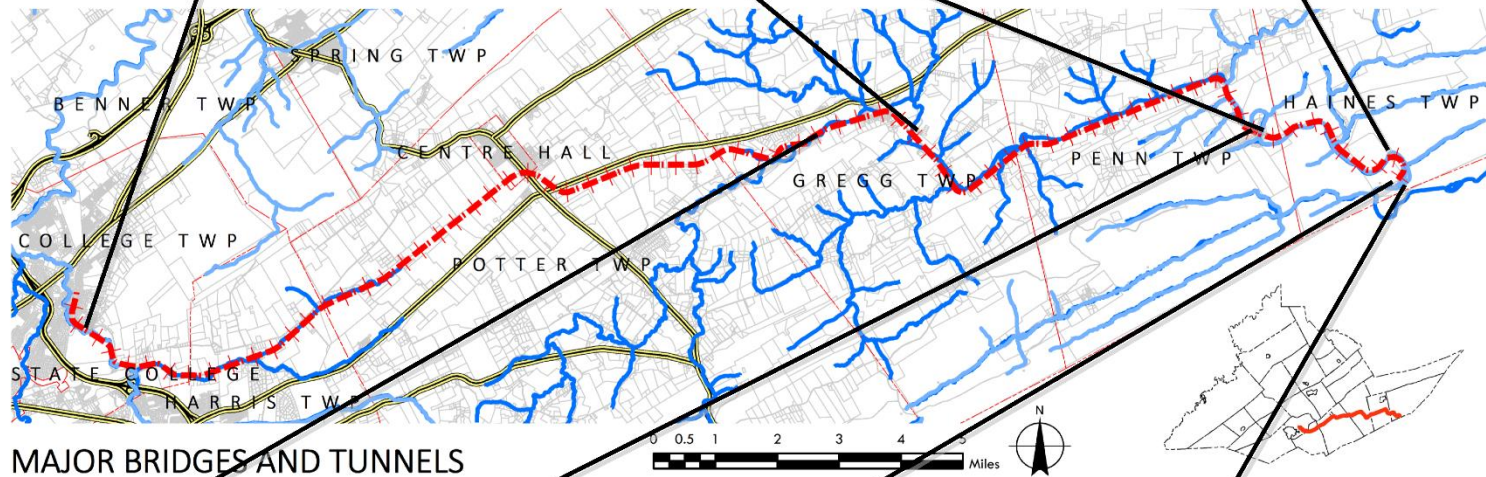 SPRING TWP
BENNER TWP
HAINES TWP
CENTRE HALL
PENN TWP
GREGG TWP
COLLEGE TWP
POTTER TWP
STATE COLLEGE
HARRIS TWP
MAJOR BRIDGES AND TUNNELS
0 0.5 1 2 3 4 5
Miles
N